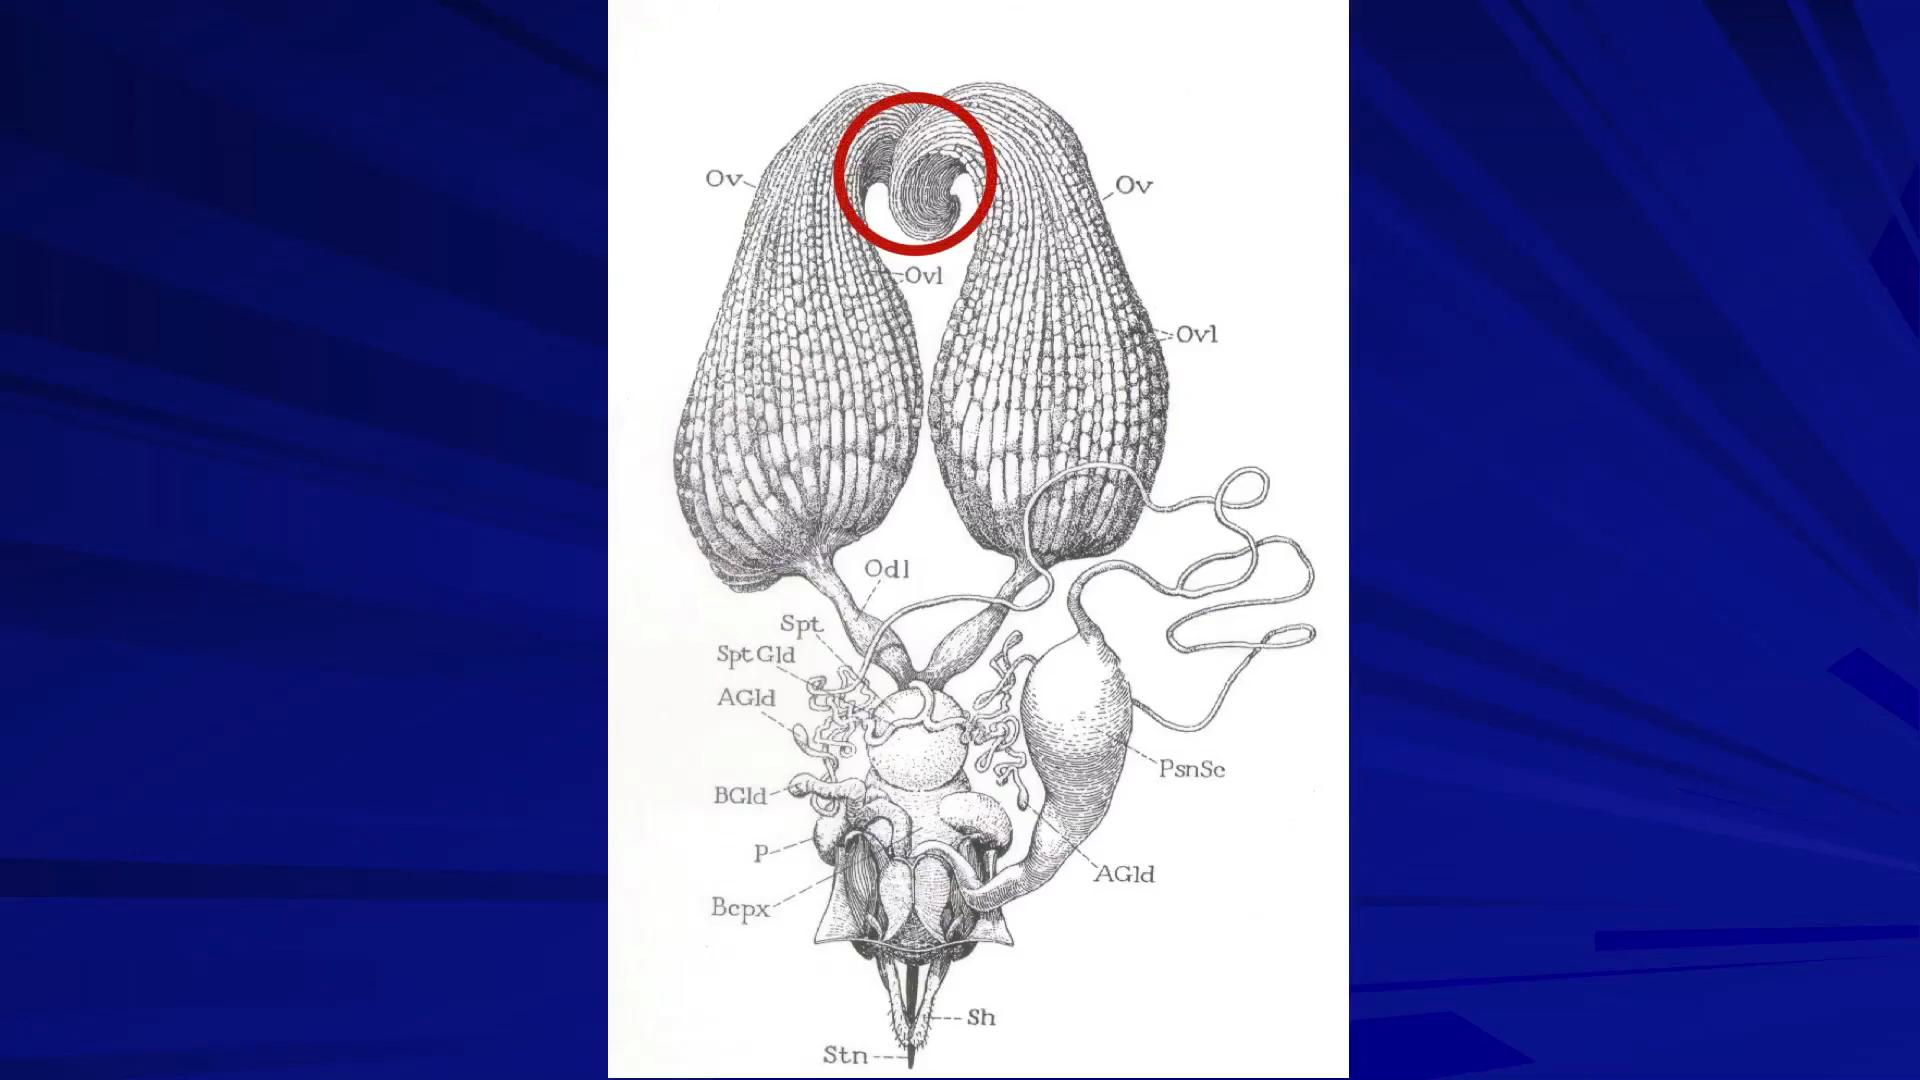 Ov
Ov
Ovl
Ovl
Odl
Spt
Spt Gld
AGld
PsnSc
BGld
P
AGld
Bcpx
Sh
Stn